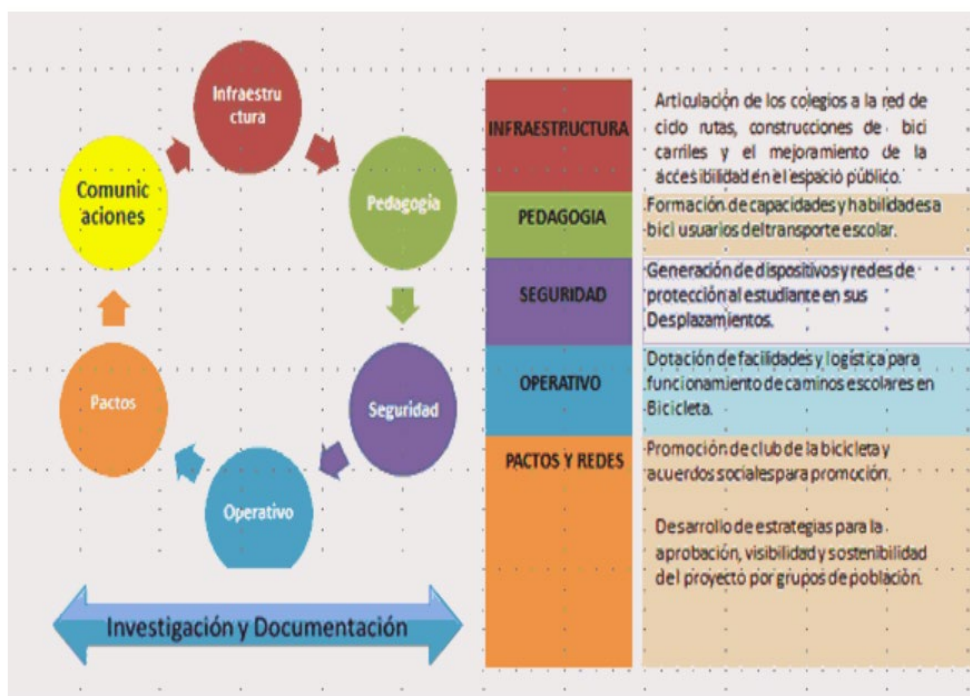 Infraestru
ctura
Comunic
aciones
Pedagogia
Pactos
Seguridad
Operativo
Investigación y Documentación
INFRAESTRUCTURA
Articulación de los colegios a la red de
ciclo rutas, construcciones de bici
carriles y el mejoramiento de la
accesibilidad en el espacio público.
PEDAGOGIA
Formación de capacidades y habilidades a
bici usuarios del transporte escolar.
SEGURIDAD
Generación de dispositivos y redes de
protección al estudiante en sus
Desplazamientos.
OPERATIVO
Dotación de facilidades y logística para
funcionamiento de caminos escolares en
Bicicleta.
PACTOS Y REDES
Promoción de club de la bicicleta y
acuerdos sociales para promoción.
Desarrollo de estrategias para la
aprobación, visibilidad y sostenibilidad
del proyecto por grupos de población.